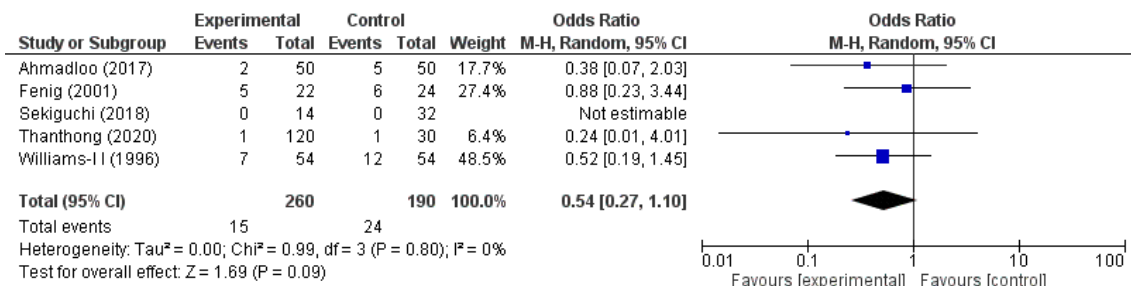 Experimental Control Odds Ratio Odds Ratio
Study or Subgroup Events Total Events Total Weight M-H, Random, 95% CI M-H, Random, 95% CI
Ahmadloo (2017) 2 50 5 50 17.7% 0.38 [0.07, 2.03]
Fenig (2001) 5 22 6 24 27.4% 0.88 [0.23, 3.44]
Sekiguchi (2018) 0 14 0 32 Not estimable
Thanthong (2020) 1 120 1 30 6.4% 0.24 [0.01, 4.01]
Williams-I I (1996) 7 54 12 54 48.5% 0.52 [0.19, 1.45]
Total (95% CI) 260 190 100.0% 0.54 [0.27, 1.10]
Total events 15 24
Heterogeneity: Tau² = 0.00; Chi² = 0.99, df = 3 (P = 0.80); I² = 0%
Test for overall effect: Z = 1.69 (P = 0.09)
0.01 0.1 1 10 100
Favours [experimental] Favours [control]